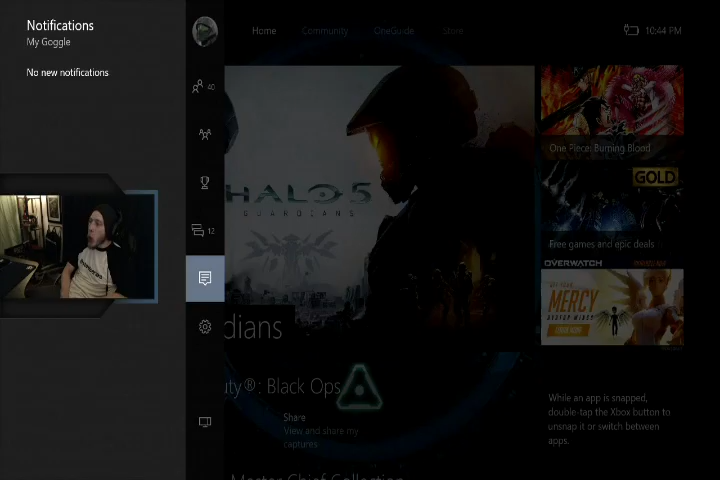 Notifications
My Goggle
No new notifications
40
12
Home
Community
OneGuide
Store
10:44 PM
HALO 5
GUARDIANS
dians
uty®: Black Ops
Share
View and share my
captures
Master Chief Collection
One Piece: Burning Blood
GOLD
Free games and epic deals
OVERWATCH
MERCY
While an app is snapped,
double-tap the Xbox button to
unsnap it or switch between
apps.